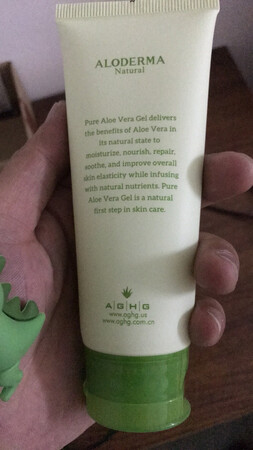 ALODERMA
Natural
Pure Aloe Vera Gel delivers
the benefits of Aloe Vera in
its natural state to
moisturize, nourish, repair,
soothe, and improve overall
skin elasticity while infusing
with natural nutrients. Pure
Aloe Vera Gel is a natural
first step in skin care.
A|G|H|G
www.aghg.us
www.aghg.com.cn